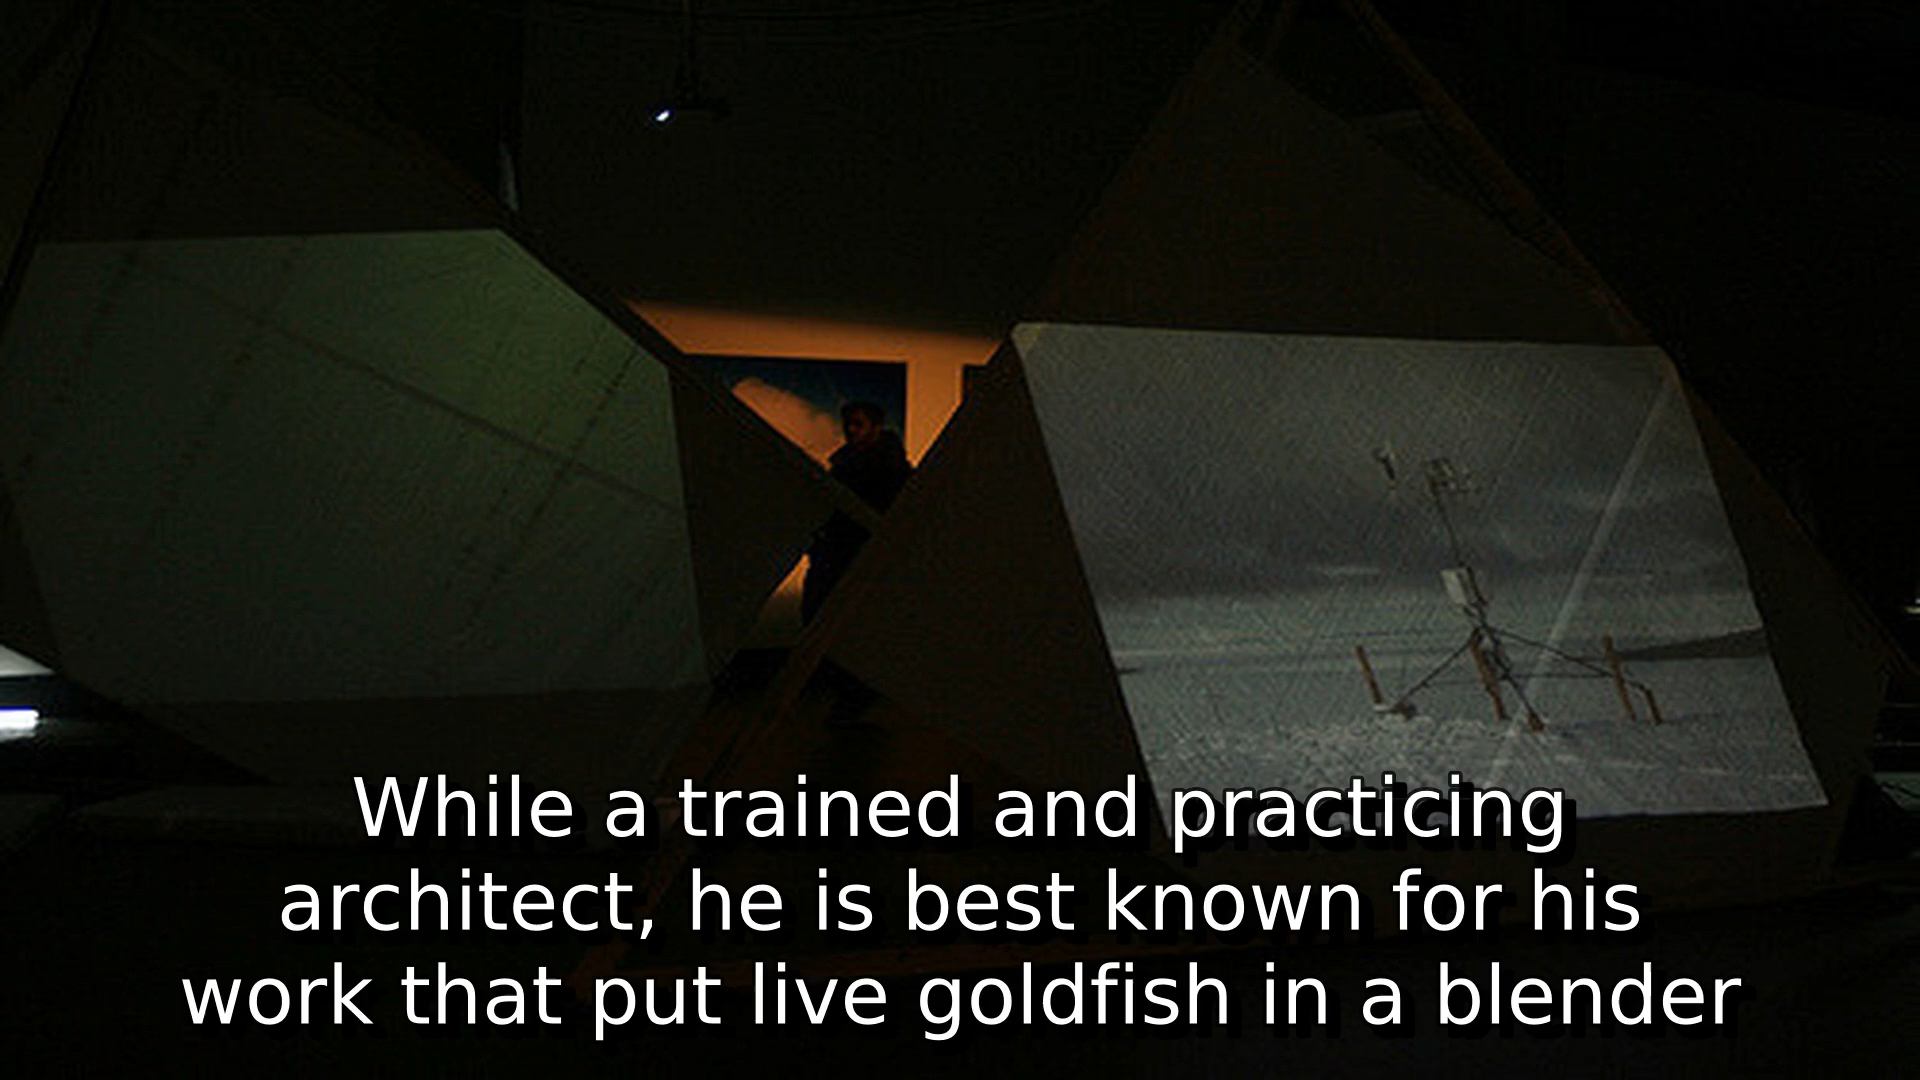 While a trained and practicing
architect, he is best known for his
work that put live goldfish in a blender